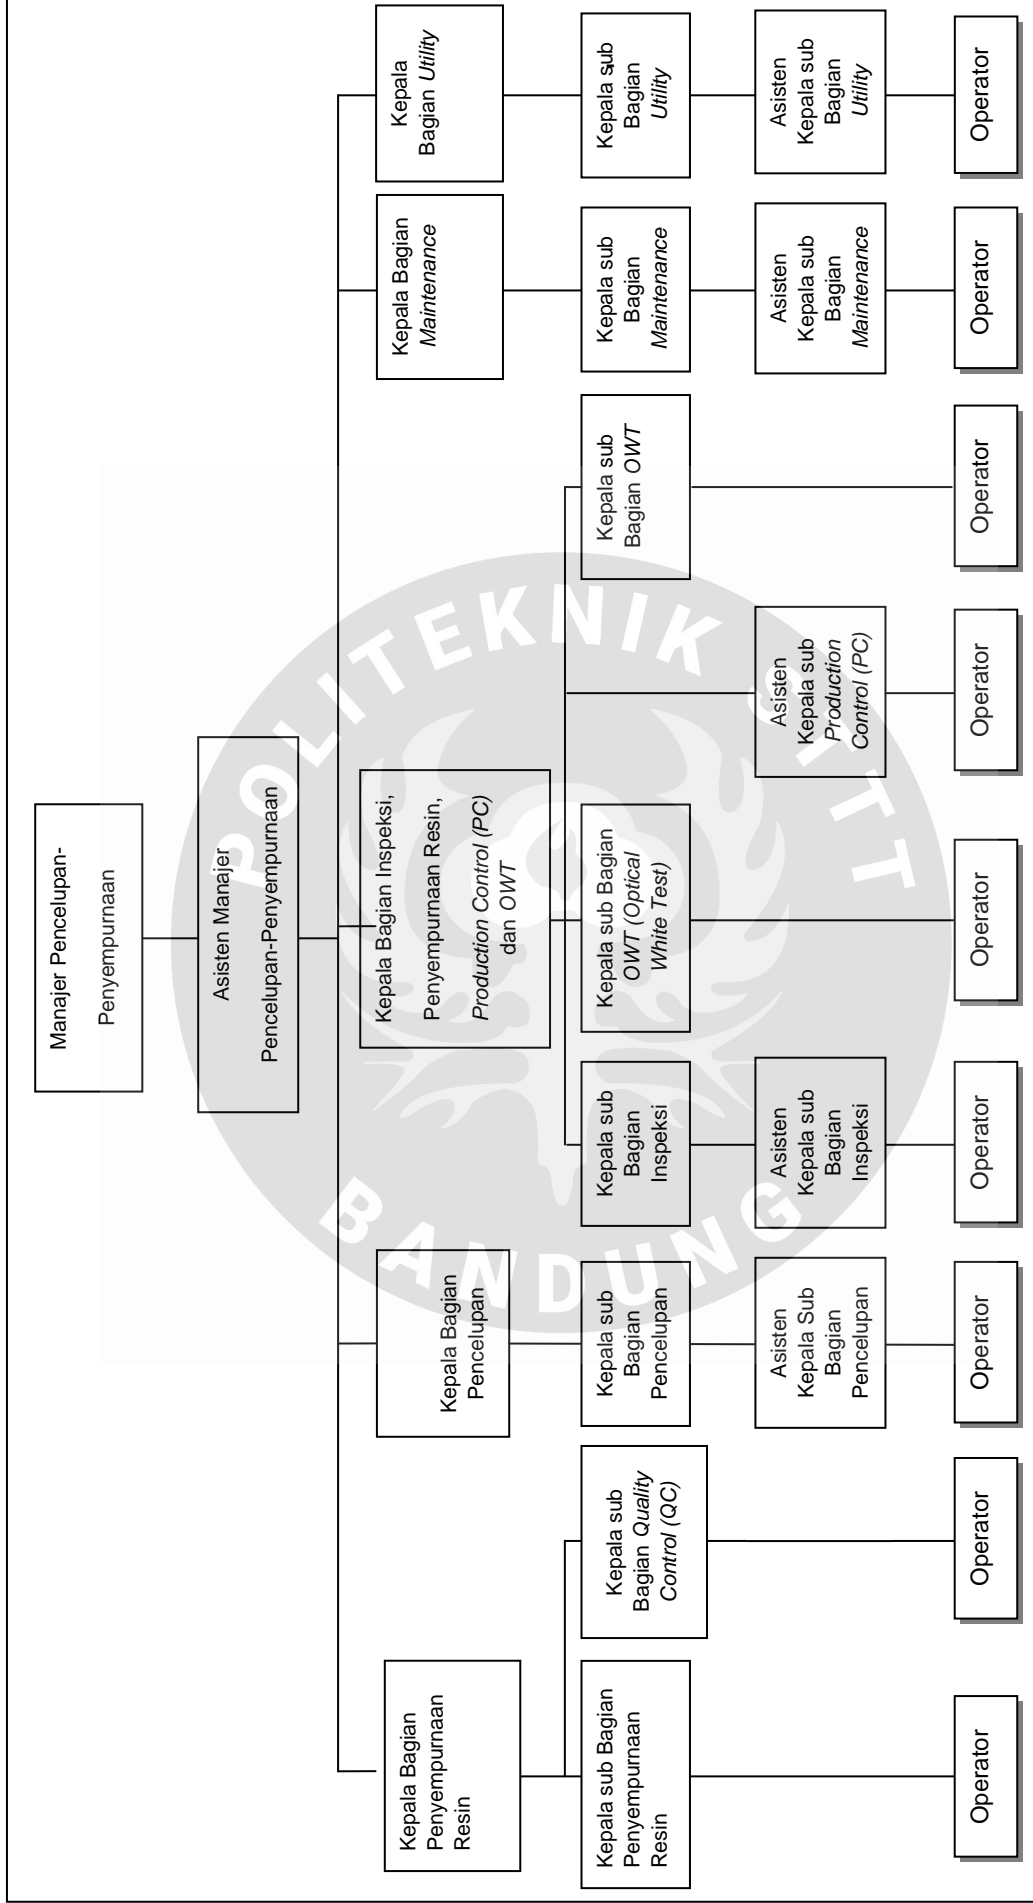 Manajer Pencelupan-
Penyempurnaan
Asisten Manajer
Pencelupan-Penyempurnaan
Kepala Bagian
Penyempurnaan
Resin
Kepala Bagian
Pencelupan
Kepala Bagian Inspeksi,
Penyempurnaan Resin,
Production Control (PC)
dan OWT
Kepala Bagian
Maintenance
Kepala
Bagian Utility
Kepala sub Bagian
Penyempurnaan
Resin
Kepala sub
Bagian Quality
Control (QC)
Kepala sub
Bagian
Pencelupan
Kepala sub
Bagian
Inspeksi
Kepala sub Bagian
OWT (Optical
White Test)
Kepala sub
Bagian OWT
Kepala sub
Bagian
Maintenance
Kepala sub
Bagian
Utility
Asisten
Kepala Sub
Bagian
Pencelupan
Asisten
Kepala sub
Bagian
Inspeksi
Asisten
Kepala sub
Production
Control (PC)
Asisten
Kepala sub
Bagian
Maintenance
Asisten
Kepala sub
Bagian
Utility
Operator
Operator
Operator
Operator
Operator
Operator
Operator
Operator
Operator
POLITEKNIK STTT
BANDUNG